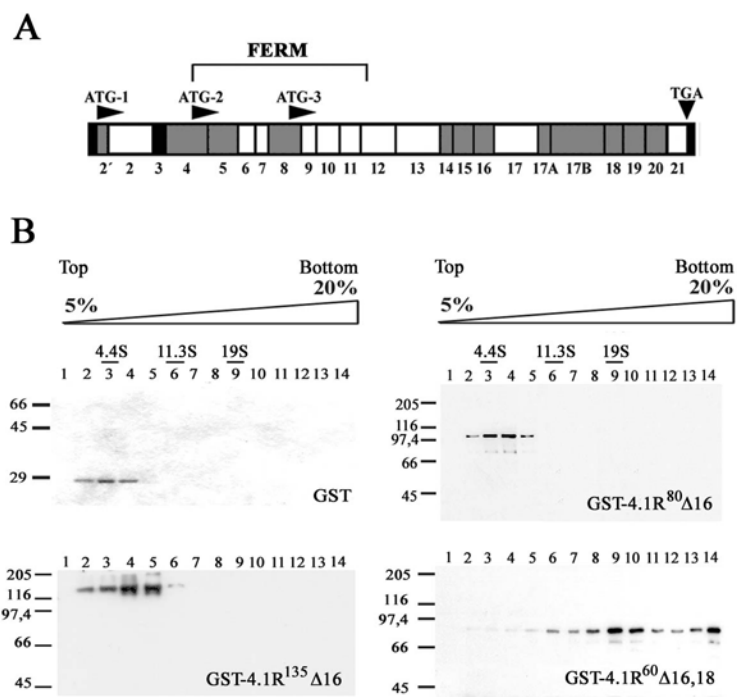 A
FERM
ATG-1 ATG-2 ATG-3 TGA
2´ 2 3 4 5 6 7 8 9 10 11 12 13 14 15 16 17 17A 17B 18 19 20 21
B
Top Bottom
5% 20%
4.4S 11.3S 19S
1 2 3 4 5 6 7 8 9 10 11 12 13 14
66
45
29
GST
Top Bottom
5% 20%
4.4S 11.3S 19S
1 2 3 4 5 6 7 8 9 10 11 12 13 14
205
116
97,4
66
45
GST-4.1R80Δ16
1 2 3 4 5 6 7 8 9 10 11 12 13 14
205
116
97,4
66
45
GST-4.1R135Δ16
1 2 3 4 5 6 7 8 9 10 11 12 13 14
205
116
97,4
66
45
GST-4.1R60Δ16,18